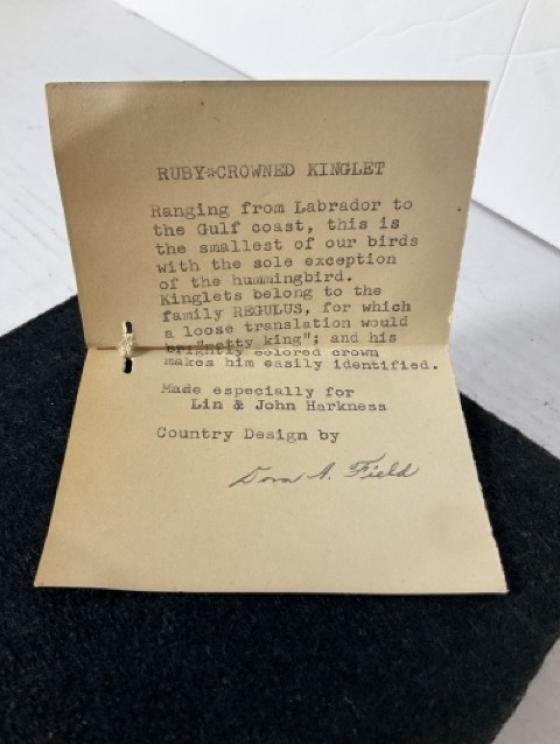 RUBY*CROWNED KINGLET
Ranging from Labrador to
the Gulf coast, this is
the smallest of our birds
with the sole exception
of the hummingbird.
Kinglets belong to the
family REGULUS, for which
a loose translation would
be "petty king"; and his
brightly colored crown
makes him easily identified.
Made especially for
Lin & John Harkness
Country Design by
Dora A. Field